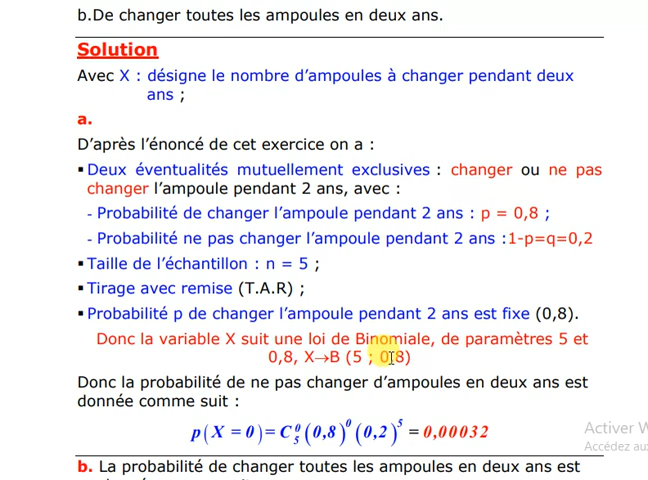 b.De changer toutes les ampoules en deux ans.
Solution
Avec X : désigne le nombre d'ampoules à changer pendant deux
ans ;
a.
D'après l'énoncé de cet exercice on a :
▪Deux éventualités mutuellement exclusives : changer ou ne pas
changer l'ampoule pendant 2 ans, avec :
- Probabilité de changer l'ampoule pendant 2 ans : p = 0,8 ;
- Probabilité ne pas changer l'ampoule pendant 2 ans :1-p=q=0,2
▪Taille de l'échantillon : n = 5 ;
▪Tirage avec remise (T.A.R) ;
▪Probabilité p de changer l'ampoule pendant 2 ans est fixe (0,8).
Donc la variable X suit une loi de Binomiale, de paramètres 5 et
0,8, X→B (5 ; 0,8)
Donc la probabilité de ne pas changer d'ampoules en deux ans est
donnée comme suit :
p(X = 0) = C₅⁰ (0,8)⁰ (0,2)⁵ = 0,00032
b. La probabilité de changer toutes les ampoules en deux ans est
Activer W
Accédez au